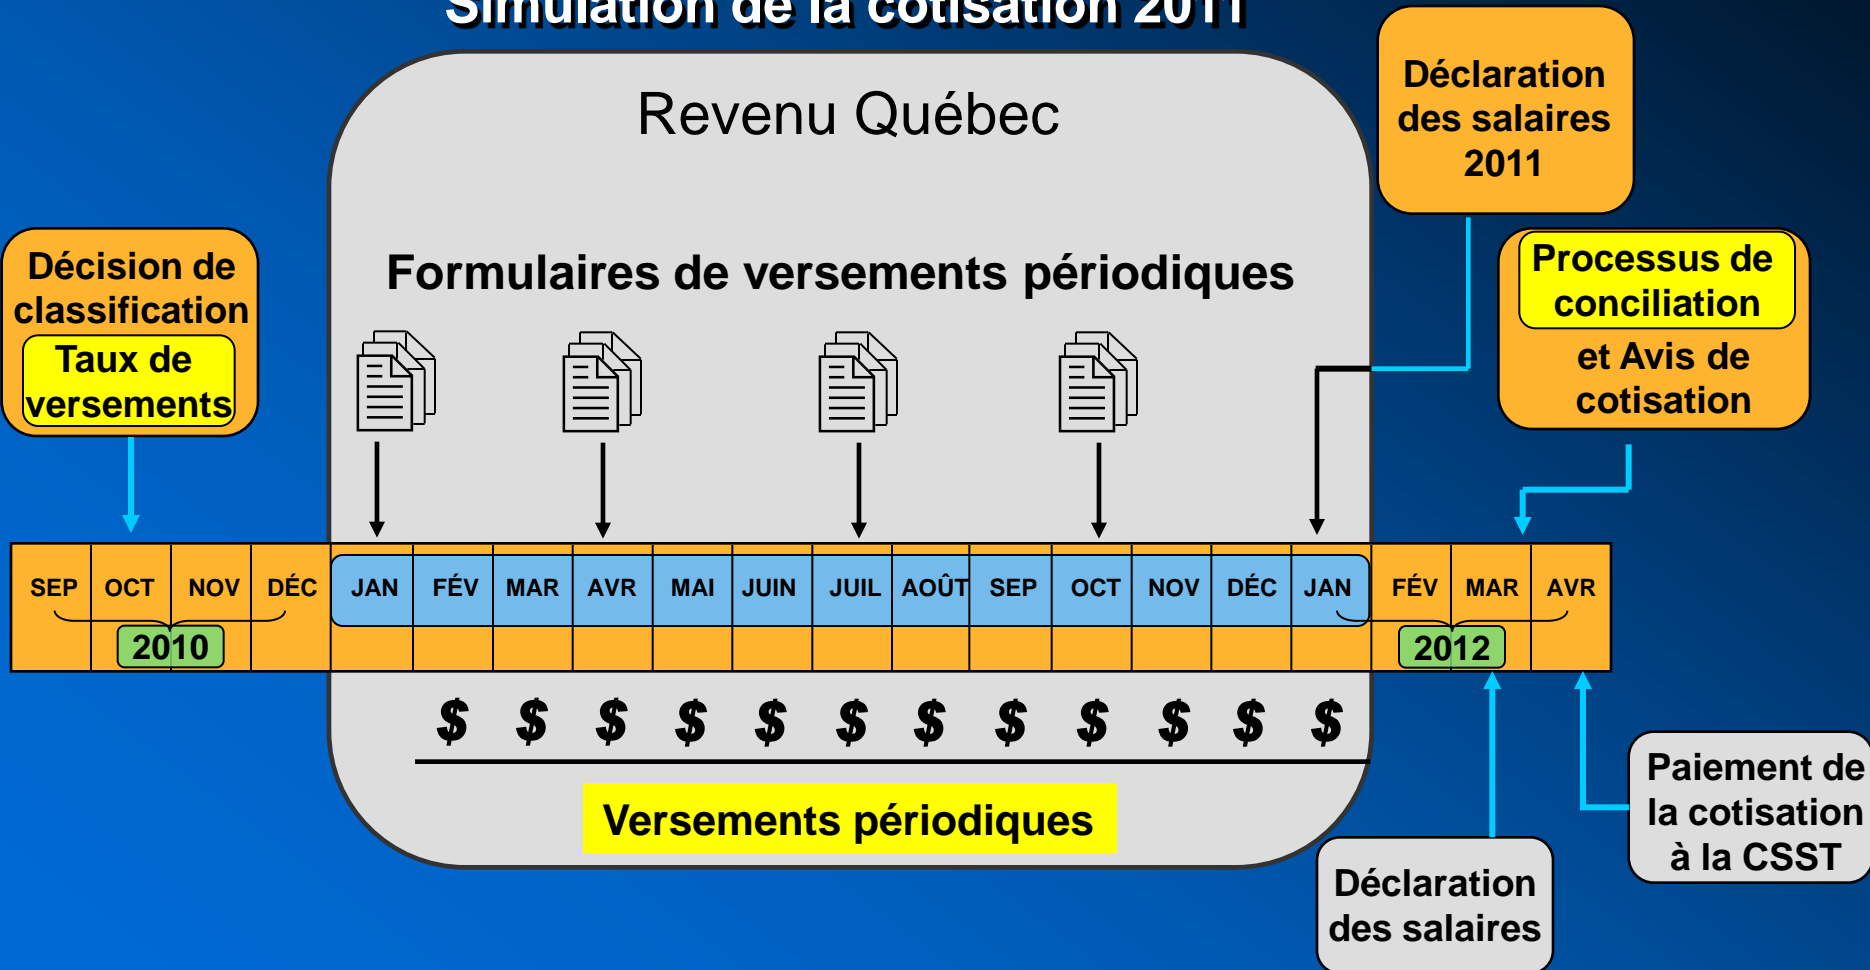 Simulation de la cotisation 2011
Revenu Québec
Déclaration
des salaires
2011
Décision de
classification
Taux de
versements
Formulaires de versements périodiques
Processus de
conciliation
et Avis de
cotisation
SEP OCT NOV DÉC JAN FÉV MAR AVR MAI JUIN JUIL AOÛT SEP OCT NOV DÉC JAN FÉV MAR AVR
2010 2012
$ $ $ $ $ $ $ $ $ $ $ $
Versements périodiques
Paiement de
la cotisation
à la CSST
Déclaration
des salaires